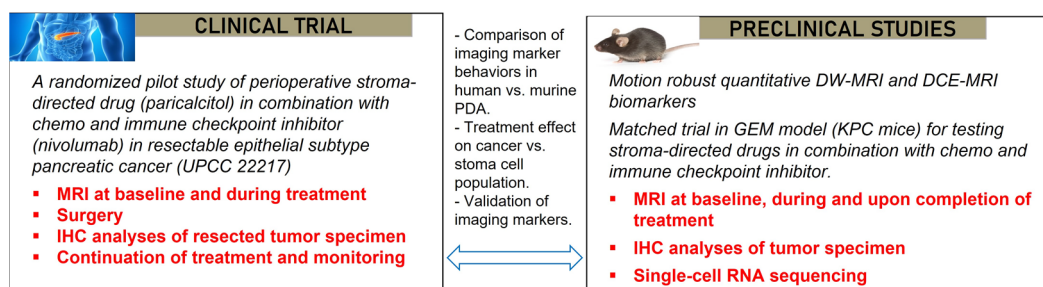 CLINICAL TRIAL
A randomized pilot study of perioperative stroma-
directed drug (paricalcitol) in combination with
chemo and immune checkpoint inhibitor
(nivolumab) in resectable epithelial subtype
pancreatic cancer (UPCC 22217)
▪ MRI at baseline and during treatment
▪ Surgery
▪ IHC analyses of resected tumor specimen
▪ Continuation of treatment and monitoring
- Comparison of
imaging marker
behaviors in
human vs. murine
PDA.
- Treatment effect
on cancer vs.
stoma cell
population.
- Validation of
imaging markers.
PRECLINICAL STUDIES
Motion robust quantitative DW-MRI and DCE-MRI
biomarkers
Matched trial in GEM model (KPC mice) for testing
stroma-directed drugs in combination with chemo and
immune checkpoint inhibitor.
▪ MRI at baseline, during and upon completion of
treatment
▪ IHC analyses of tumor specimen
▪ Single-cell RNA sequencing